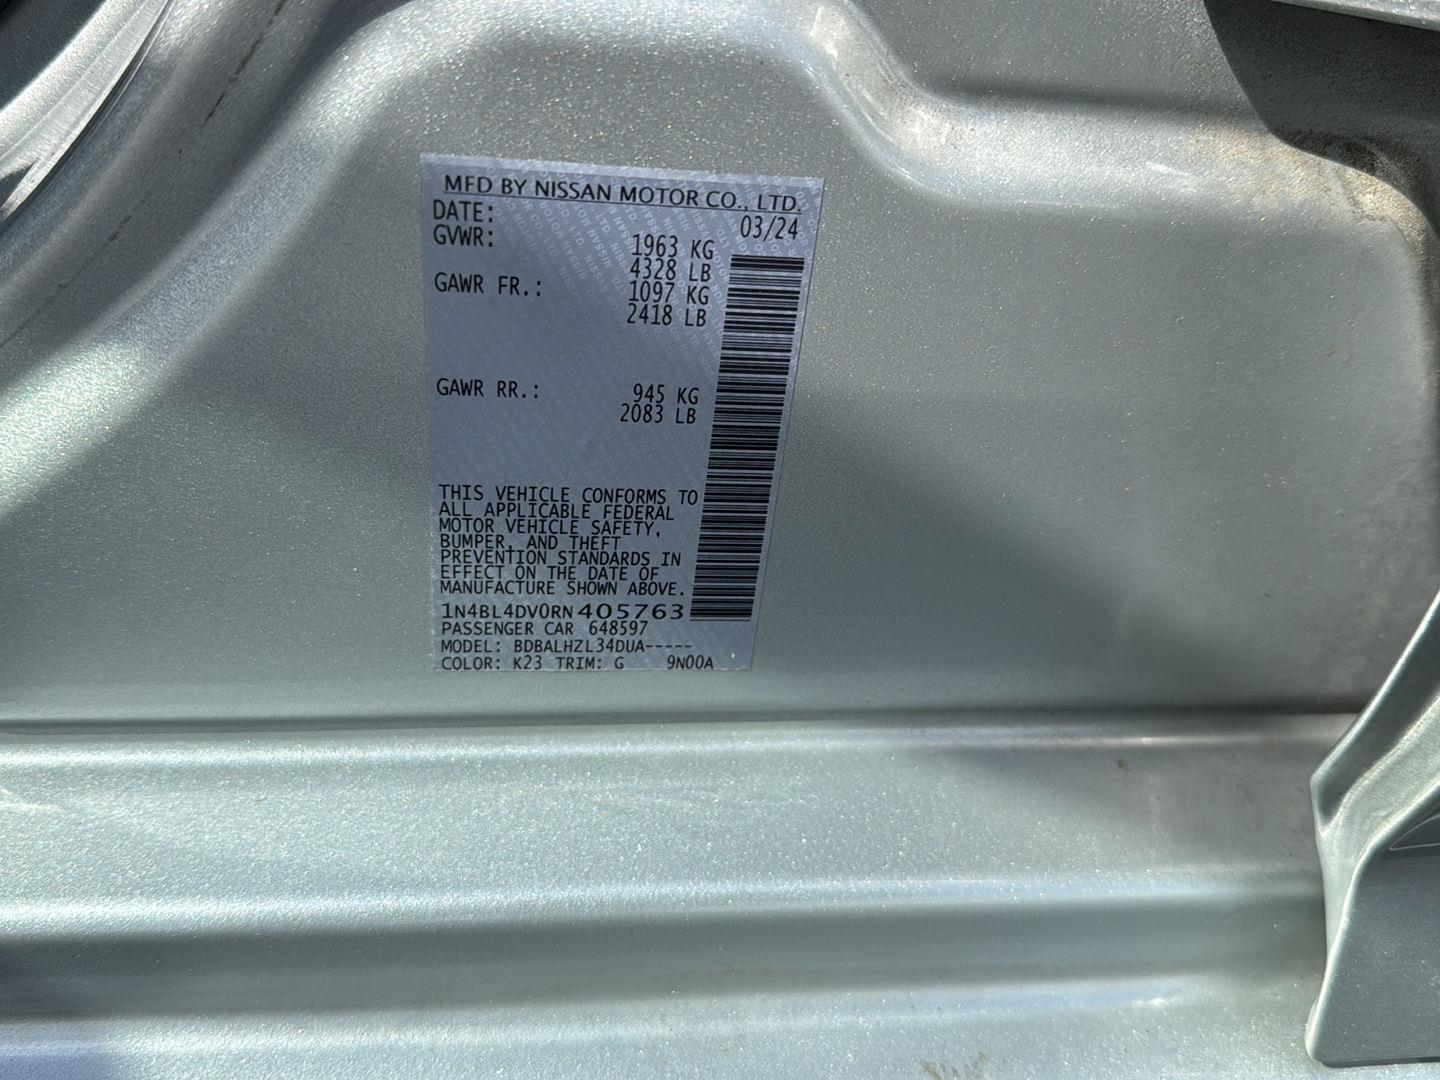 MFD BY NISSAN MOTOR CO., LTD.
DATE: 03/24
GVWR: 1963 KG
4328 LB
GAWR FR.: 1097 KG
2418 LB
GAWR RR.: 945 KG
2083 LB
THIS VEHICLE CONFORMS TO
ALL APPLICABLE FEDERAL
MOTOR VEHICLE SAFETY,
BUMPER, AND THEFT
PREVENTION STANDARDS IN
EFFECT ON THE DATE OF
MANUFACTURE SHOWN ABOVE.
1N4BL4DV0RN405763
PASSENGER CAR 648597
MODEL: BDBALHZL34DUA-----
COLOR: K23 TRIM: G 9N00A